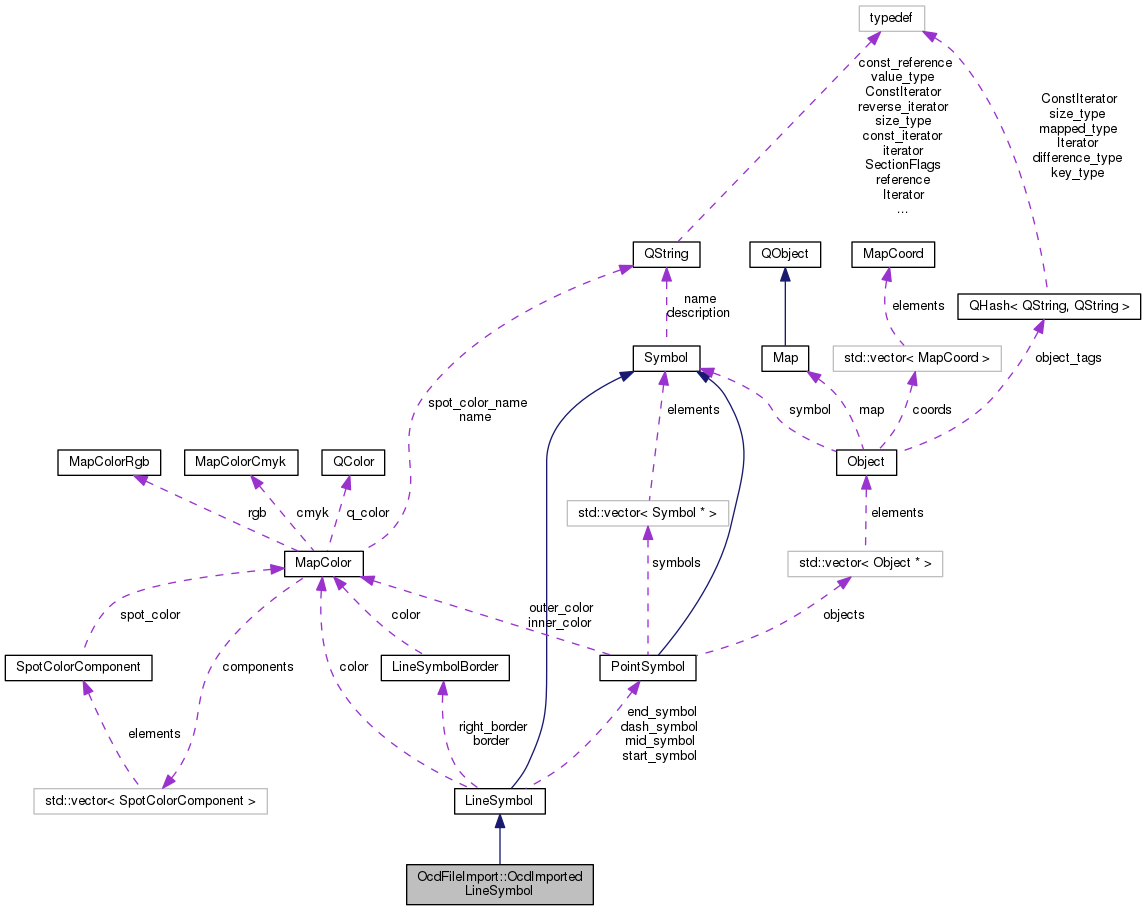 typedef
const_reference
value_type
ConstIterator
reverse_iterator
size_type
const_iterator
iterator
SectionFlags
reference
Iterator
...
ConstIterator
size_type
mapped_type
Iterator
difference_type
key_type
QString
QObject
MapCoord
QHash< QString, QString >
name
description
elements
Symbol
Map
std::vector< MapCoord >
object_tags
spot_color_name
name
elements
symbol
map
coords
MapColorRgb
MapColorCmyk
QColor
Object
rgb
cmyk
q_color
std::vector< Symbol * >
elements
MapColor
symbols
std::vector< Object * >
spot_color
color
outer_color
inner_color
objects
SpotColorComponent
components
color
LineSymbolBorder
PointSymbol
elements
right_border
border
end_symbol
dash_symbol
mid_symbol
start_symbol
std::vector< SpotColorComponent >
LineSymbol
OcdFileImport::OcdImported
LineSymbol